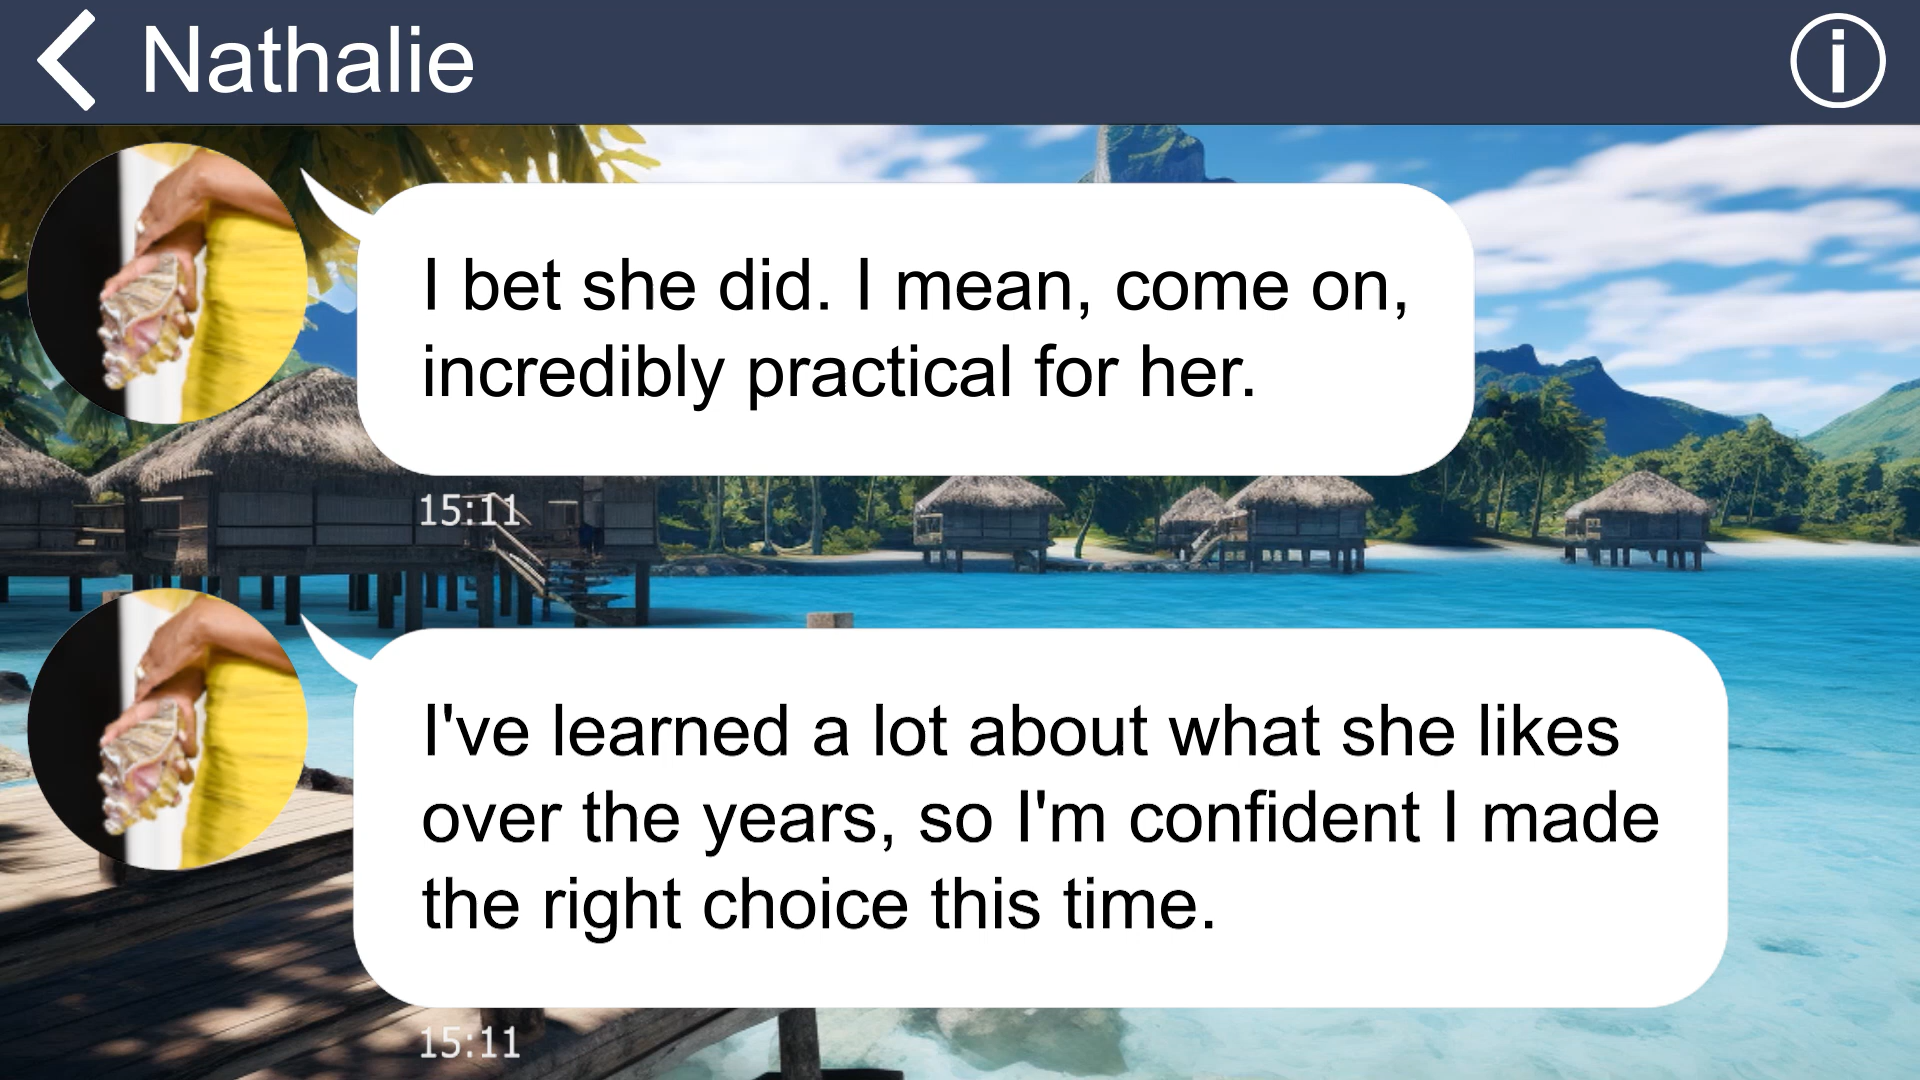 Nathalie
I bet she did. I mean, come on,
incredibly practical for her.
15:11
I've learned a lot about what she likes
over the years, so I'm confident I made
the right choice this time.
15:11